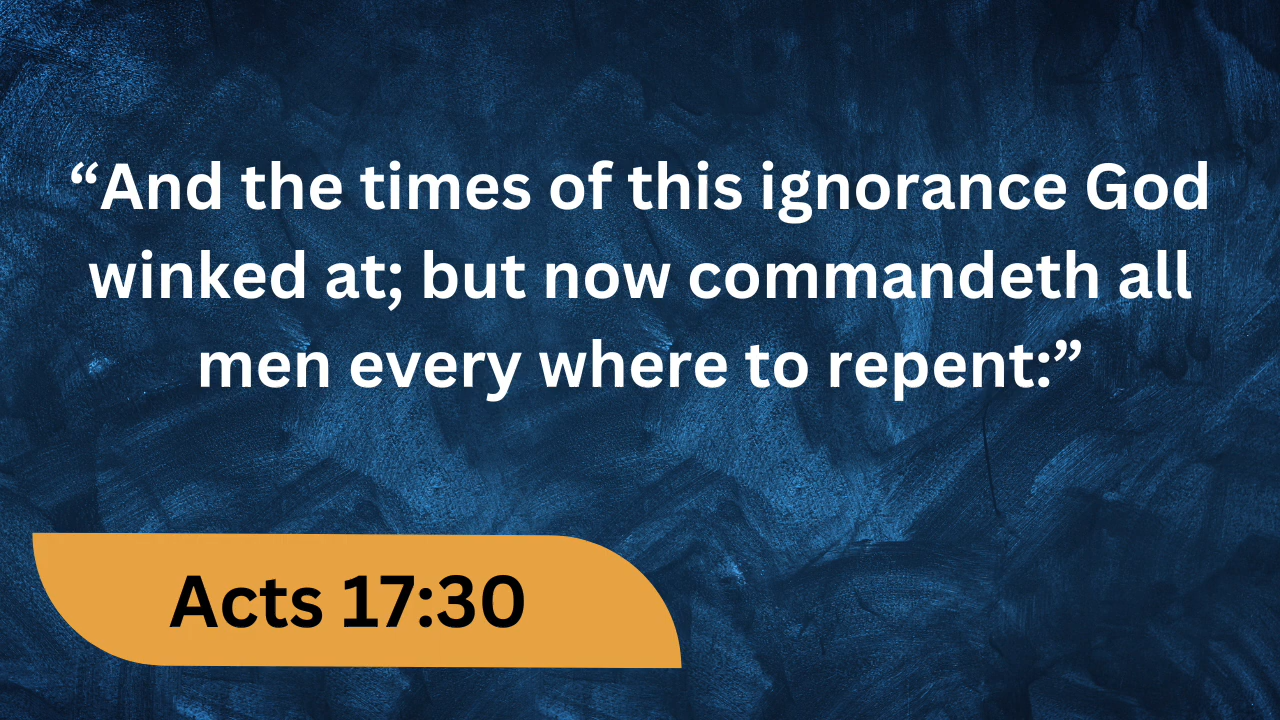 “And the times of this ignorance God
winked at; but now commandeth all
men every where to repent:”
Acts 17:30